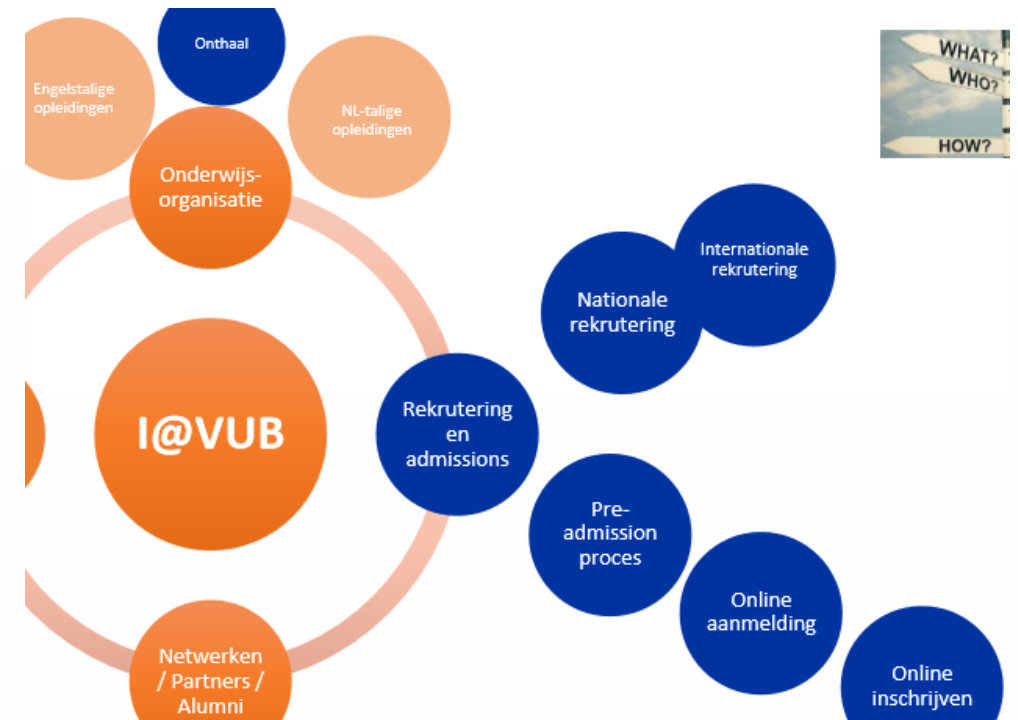 Onthaal
Engelstalige
opleidingen
NL-talige
opleidingen
Onderwijs-
organisatie
WHAT?
WHO?
HOW?
Internationale
rekrutering
Nationale
rekrutering
I@VUB
Rekrutering
en
admissions
Pre-
admission
proces
Online
aanmelding
Online
inschrijven
Netwerken
/ Partners /
Alumni